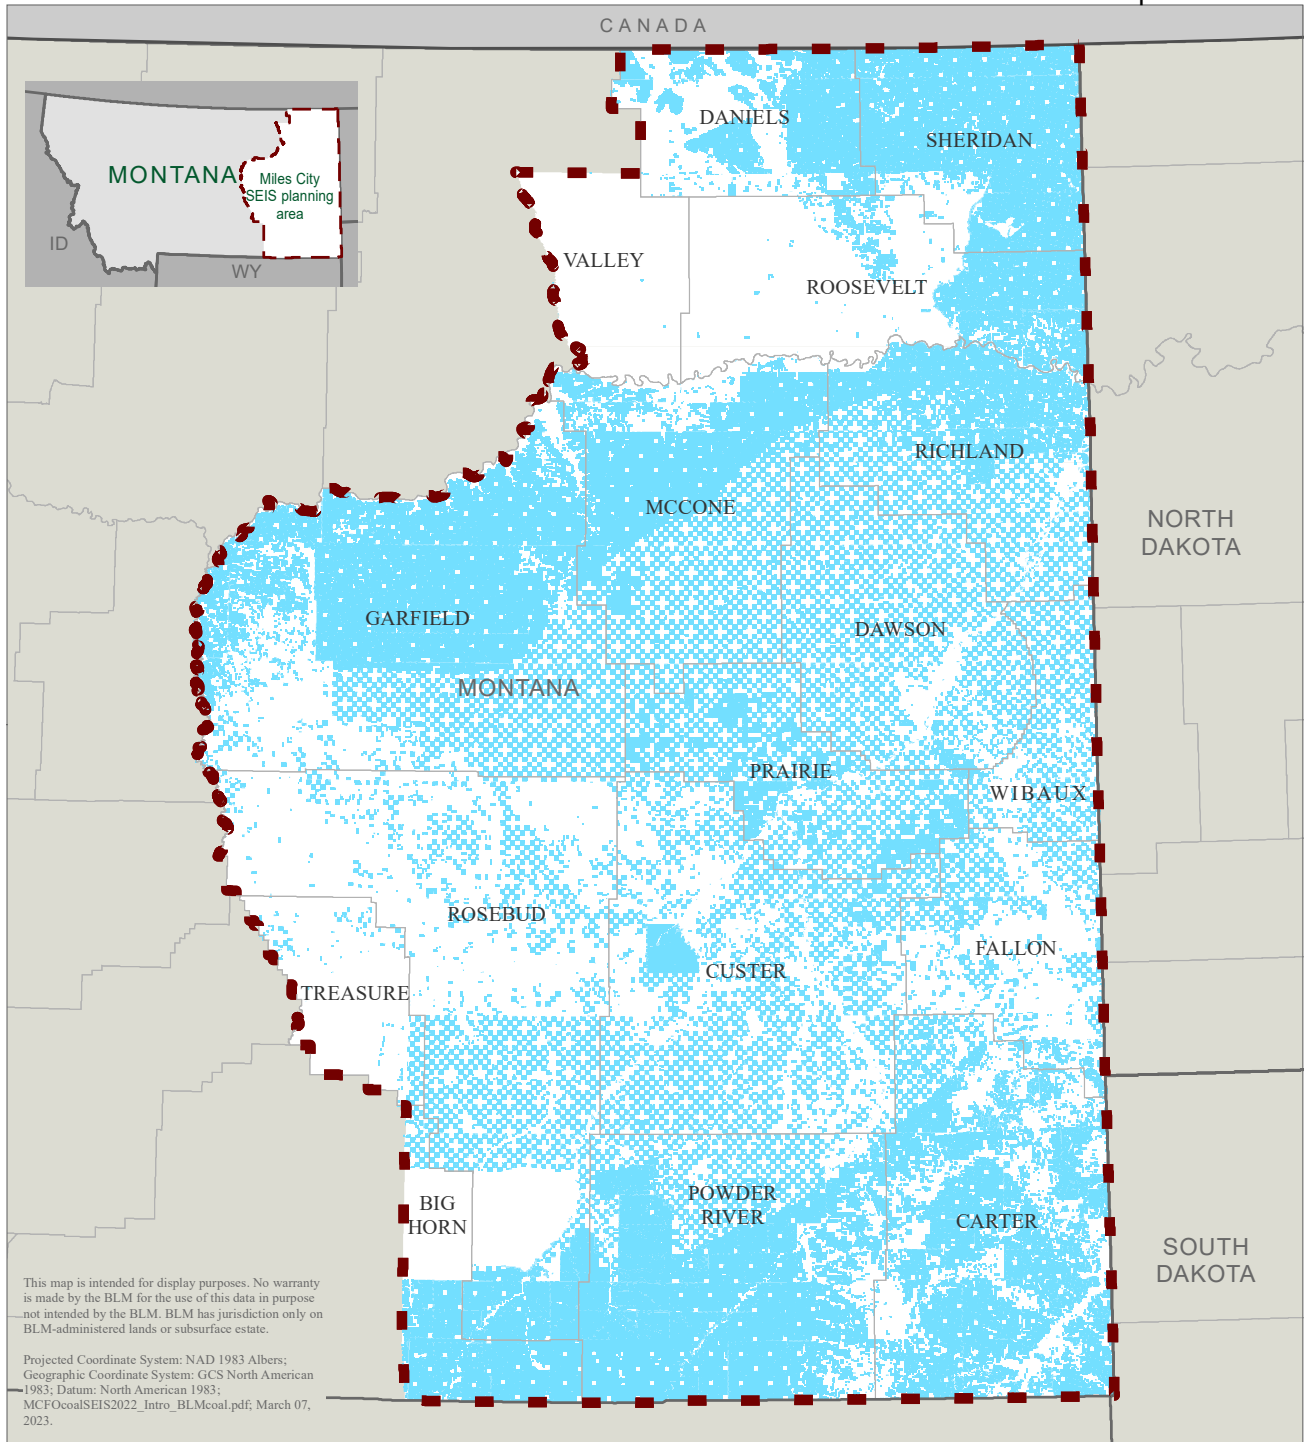 CANADA
MONTANA
Miles City
SEIS planning
area
ID
WY
DANIELS
SHERIDAN
VALLEY
ROOSEVELT
RICHLAND
MCCONE
NORTH
DAKOTA
GARFIELD
DAWSON
MONTANA
PRAIRIE
WIBAUX
ROSEBUD
FALLON
CUSTER
TREASURE
BIG
HORN
POWDER
RIVER
CARTER
SOUTH
DAKOTA
This map is intended for display purposes. No warranty
is made by the BLM for the use of this data in purpose
not intended by the BLM. BLM has jurisdiction only on
BLM-administered lands or subsurface estate.
Projected Coordinate System: NAD 1983 Albers;
Geographic Coordinate System: GCS North American
1983; Datum: North American 1983;
MCFOcoalSEIS2022_Intro_BLMcoal.pdf; March 07,
2023.